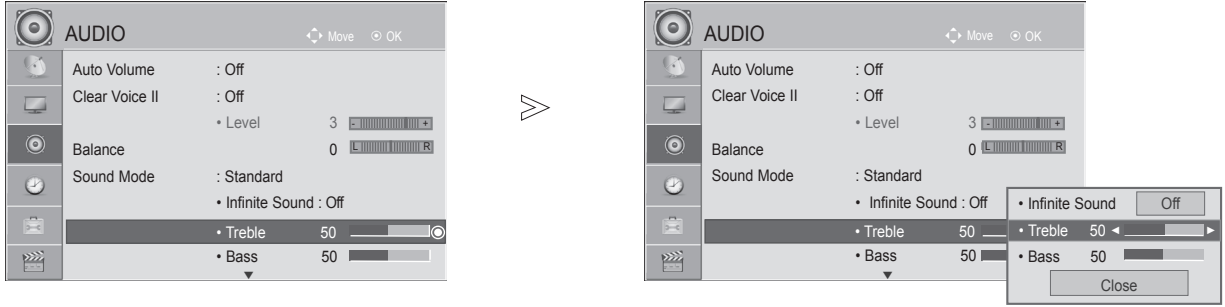 AUDIO Move OK
Auto Volume : Off
Clear Voice II : Off
• Level 3 - +
Balance 0 L R
Sound Mode : Standard
• Infinite Sound : Off
• Treble 50
• Bass 50
AUDIO Move OK
Auto Volume : Off
Clear Voice II : Off
• Level 3 - +
Balance 0 L R
Sound Mode : Standard
• Infinite Sound : Off
• Treble 50
• Bass 50
• Infinite Sound Off
• Treble 50
• Bass 50
Close